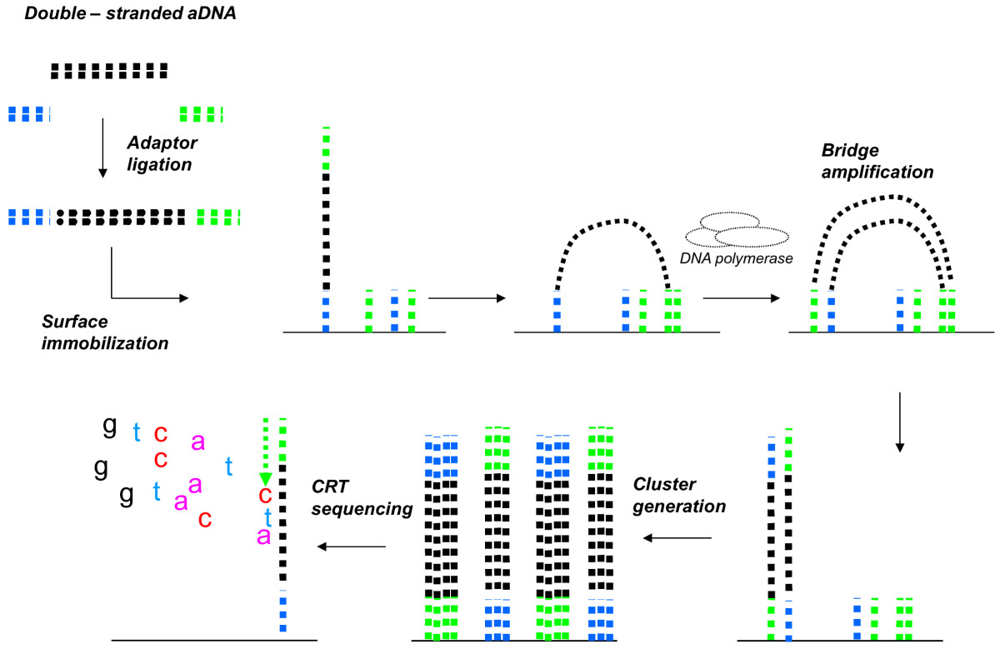 Double – stranded aDNA
Adaptor
ligation
Surface
immobilization
DNA polymerase
Bridge
amplification
Cluster
generation
CRT
sequencing
g t c a
g c t
g t a a c
c
t
a